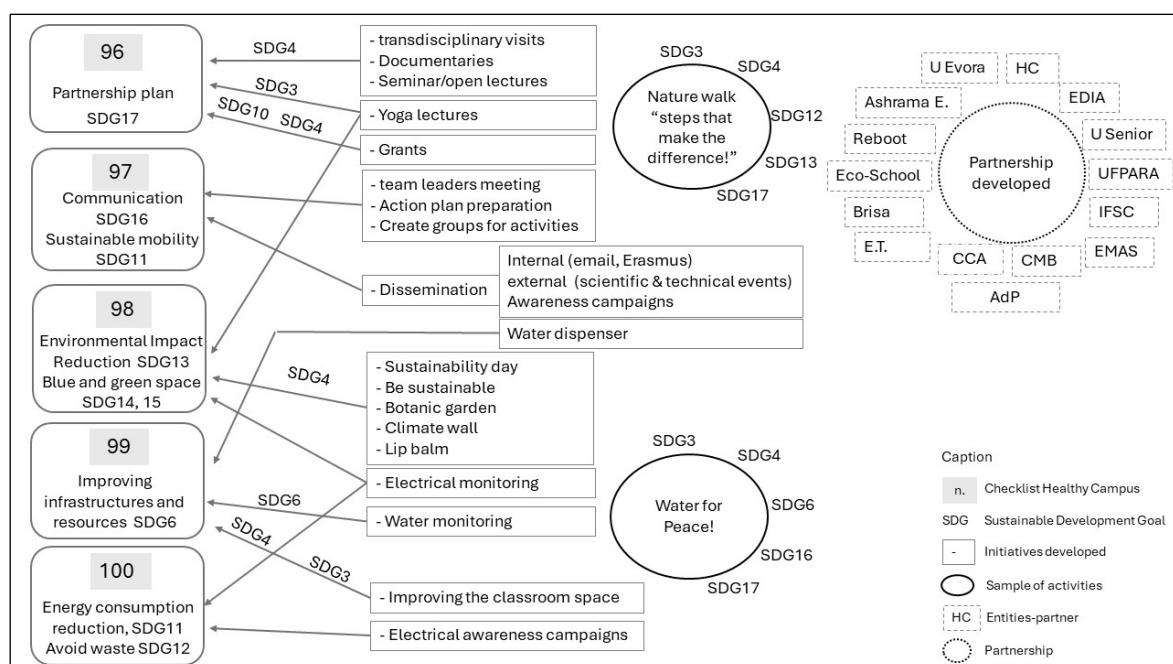 96
Partnership plan
SDG17
97
Communication
SDG16
Sustainable mobility
SDG11
98
Environmental Impact
Reduction SDG13
Blue and green space
SDG14, 15
99
Improving
infrastructures and
resources SDG6
100
Energy consumption
reduction, SDG11
Avoid waste SDG12
SDG4
SDG3
SDG10 SDG4
SDG4
SDG6
SDG4
SDG3
- transdisciplinary visits
- Documentaries
- Seminar/open lectures
- Yoga lectures
- Grants
- team leaders meeting
- Action plan preparation
- Create groups for activities
- Dissemination
Internal (email, Erasmus)
external (scientific & technical events)
Awareness campaigns
Water dispenser
- Sustainability day
- Be sustainable
- Botanic garden
- Climate wall
- Lip balm
- Electrical monitoring
- Water monitoring
- Improving the classroom space
- Electrical awareness campaigns
Nature walk
“steps that
make the
difference!”
SDG3
SDG4
SDG12
SDG13
SDG17
Water for
Peace!
SDG3
SDG4
SDG6
SDG16
SDG17
Partnership
developed
U Evora
HC
Ashrama E.
EDIA
Reboot
U Senior
Eco-School
UFPARA
Brisa
IFSC
E.T.
EMAS
CCA
CMB
AdP
Caption
n. Checklist Healthy Campus
SDG Sustainable Development Goal
- Initiatives developed
Sample of activities
HC Entities-partner
Partnership